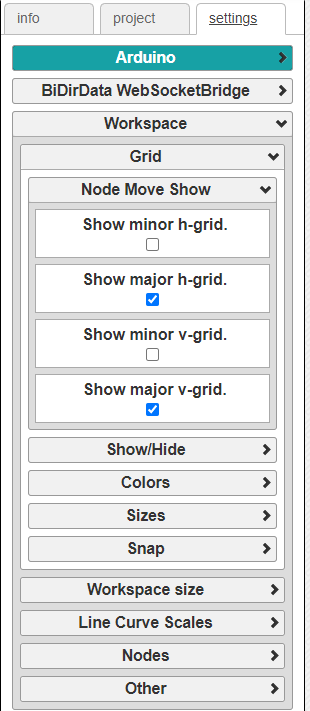 info project settings
Arduino
BiDirData WebSocketBridge
Workspace
Grid
Node Move Show
Show minor h-grid.
Show major h-grid.
Show minor v-grid.
Show major v-grid.
Show/Hide
Colors
Sizes
Snap
Workspace size
Line Curve Scales
Nodes
Other